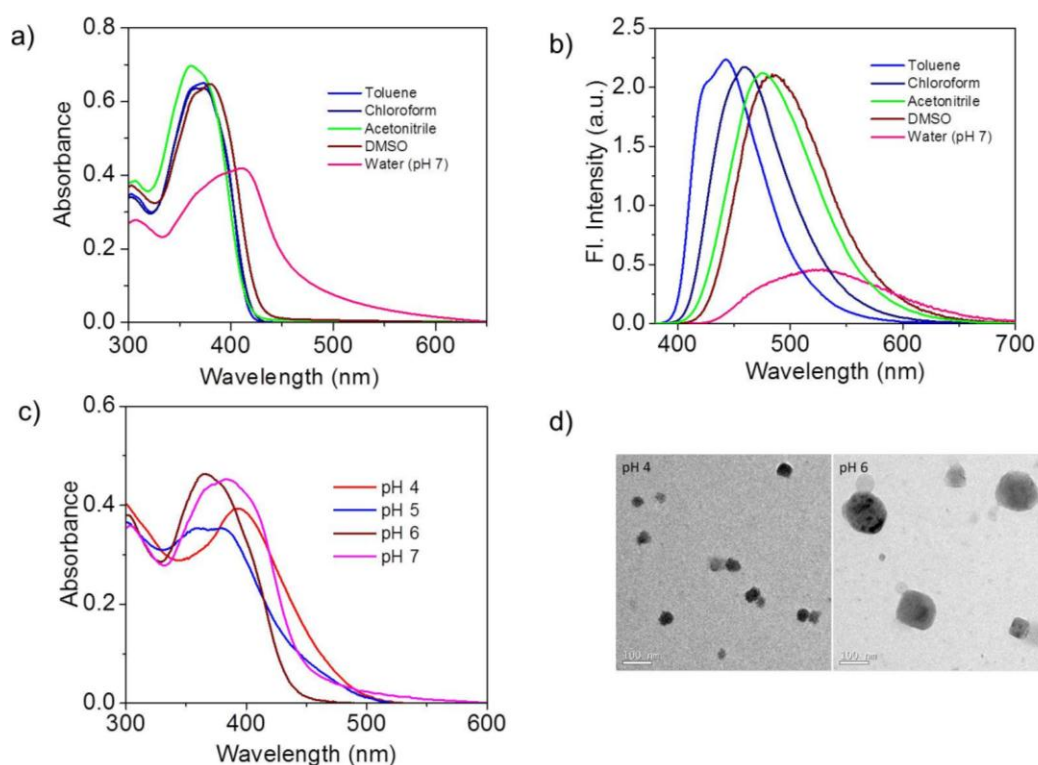 a)
0.8
0.6
0.4
0.2
0.0
Absorbance
Toluene
Chloroform
Acetonitrile
DMSO
Water (pH 7)
300 400 500 600
Wavelength (nm)
b)
2.5
2.0
1.5
1.0
0.5
0.0
Fl. Intensity (a.u.)
Toluene
Chloroform
Acetonitrile
DMSO
Water (pH 7)
400 500 600 700
Wavelength (nm)
c)
0.6
0.4
0.2
0.0
Absorbance
pH 4
pH 5
pH 6
pH 7
300 400 500 600
Wavelength (nm)
d)
pH 4
100 nm
pH 6
100 nm